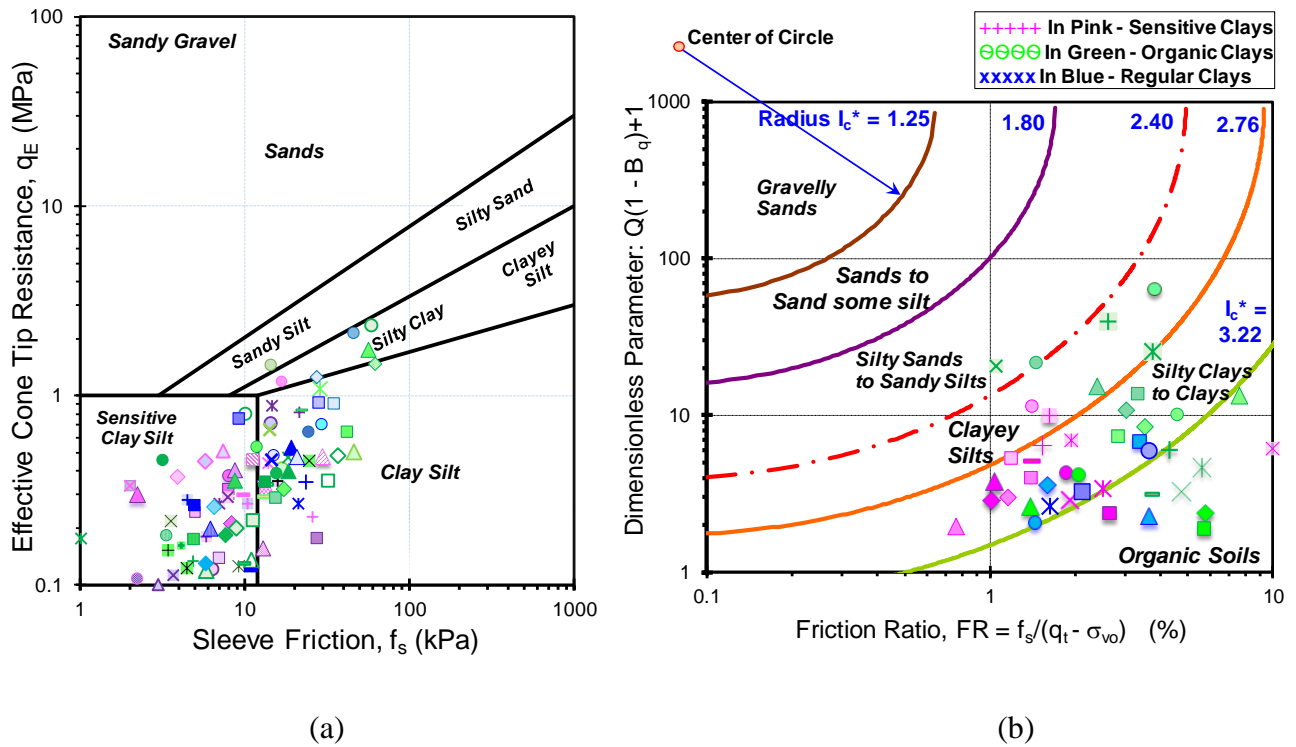 (a)
Effective Cone Tip Resistance, qE (MPa)
100
10
1
0.1
Sandy Gravel
Sands
Silty Sand
Clayey
Silt
Sandy Silt
Silty Clay
Sensitive
Clay Silt
Clay Silt
1
10
100
1000
Sleeve Friction, fs (kPa)
(b)
+++++ In Pink - Sensitive Clays
In Green - Organic Clays
xxxxx In Blue - Regular Clays
Center of Circle
Dimensionless Parameter: Q(1 - Bq)+1
1000
100
10
1
Radius Ic* = 1.25
1.80
2.40
2.76
Gravelly
Sands
Sands to
Sand some silt
Ic* =
3.22
Silty Sands
to Sandy Silts
Silty Clays
to Clays
Clayey
Silts
Organic Soils
0.1
1
10
Friction Ratio, FR = fs/(qt - σvo) (%)
(a)
(b)